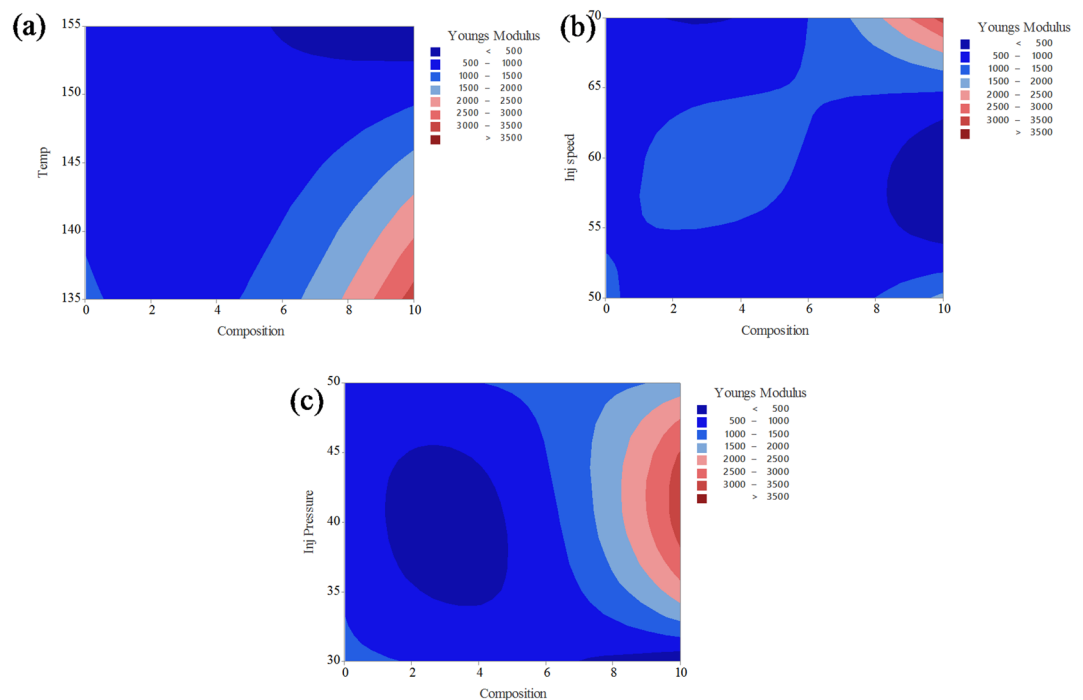 (a)
Temp
155
150
145
140
135
0 2 4 6 8 10
Composition
Youngs Modulus
< 500
500 – 1000
1000 – 1500
1500 – 2000
2000 – 2500
2500 – 3000
3000 – 3500
> 3500
(b)
Inj speed
70
65
60
55
50
0 2 4 6 8 10
Composition
Youngs Modulus
< 500
500 – 1000
1000 – 1500
1500 – 2000
2000 – 2500
2500 – 3000
3000 – 3500
> 3500
(c)
Inj Pressure
50
45
40
35
30
0 2 4 6 8 10
Composition
Youngs Modulus
< 500
500 – 1000
1000 – 1500
1500 – 2000
2000 – 2500
2500 – 3000
3000 – 3500
> 3500